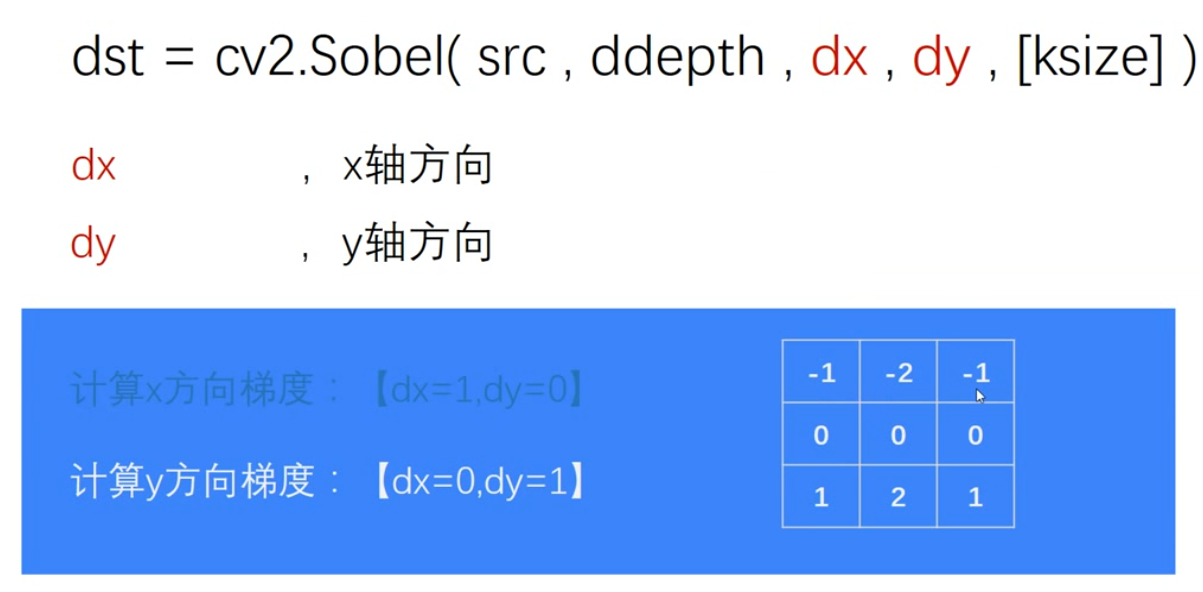 dst = cv2.Sobel( src , ddepth , dx , dy , [ksize] )
dx , x轴方向
dy , y轴方向
计算x方向梯度：【dx=1,dy=0】
计算y方向梯度：【dx=0,dy=1】
-1 -2 -1
0 0 0
1 2 1